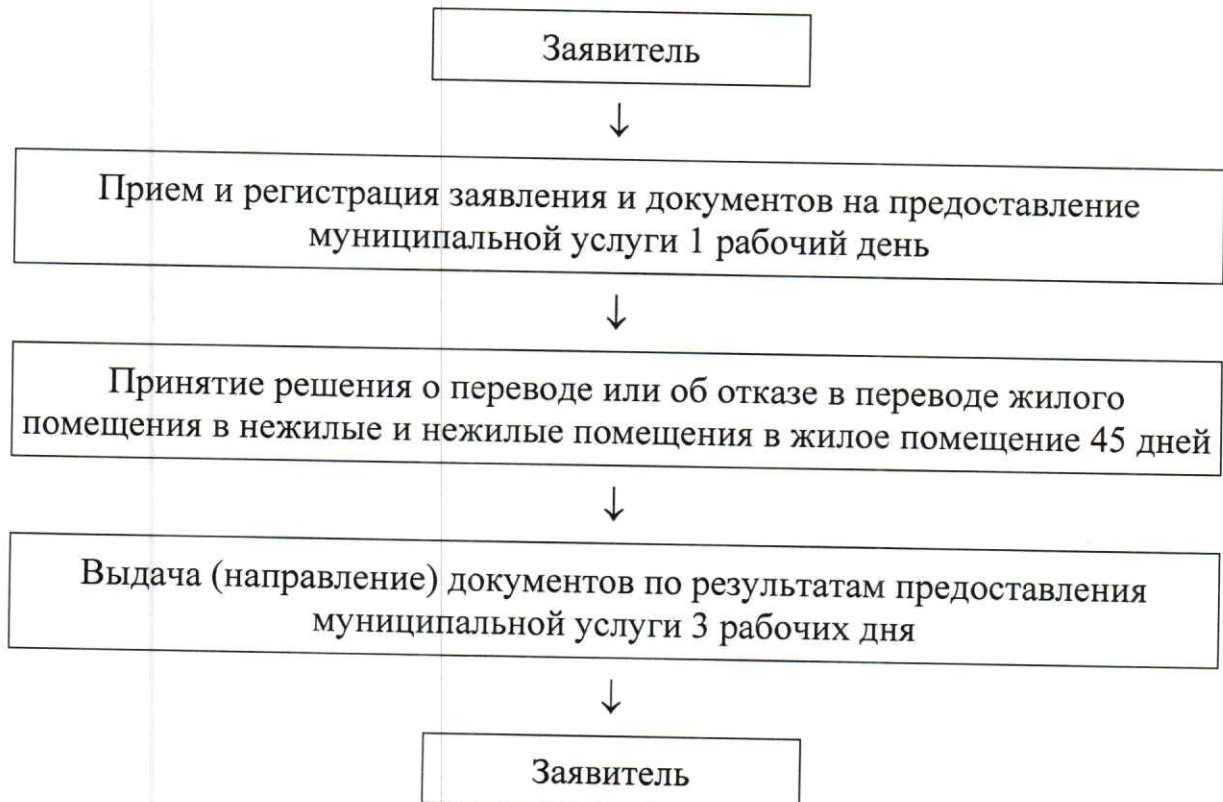 Заявитель
↓
Прием и регистрация заявления и документов на предоставление
муниципальной услуги 1 рабочий день
↓
Принятие решения о переводе или об отказе в переводе жилого
помещения в нежилые и нежилые помещения в жилое помещение 45 дней
↓
Выдача (направление) документов по результатам предоставления
муниципальной услуги 3 рабочих дня
↓
Заявитель